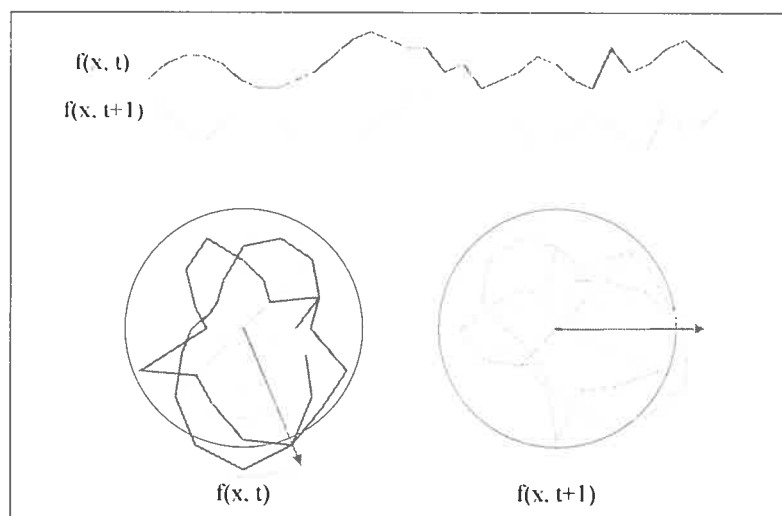 f(x, t)
f(x, t+1)
f(x, t)
f(x, t+1)